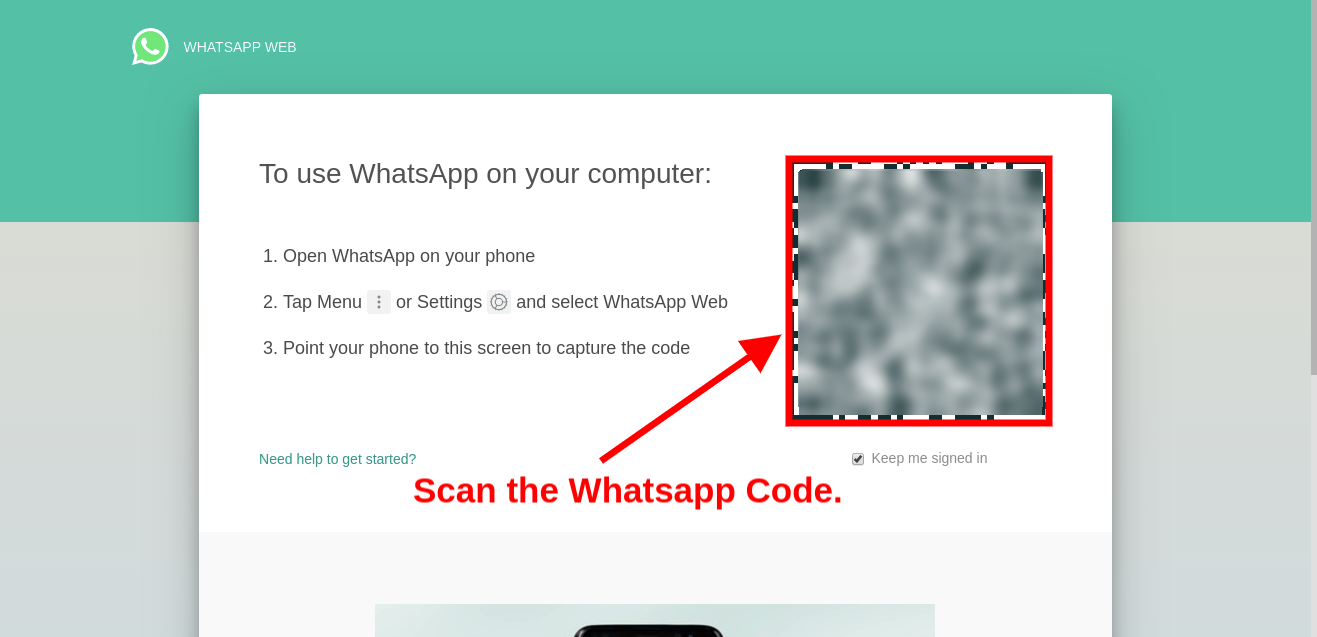 WHATSAPP WEB
To use WhatsApp on your computer:
1. Open WhatsApp on your phone
2. Tap Menu or Settings and select WhatsApp Web
3. Point your phone to this screen to capture the code
Need help to get started?
Keep me signed in
Scan the Whatsapp Code.